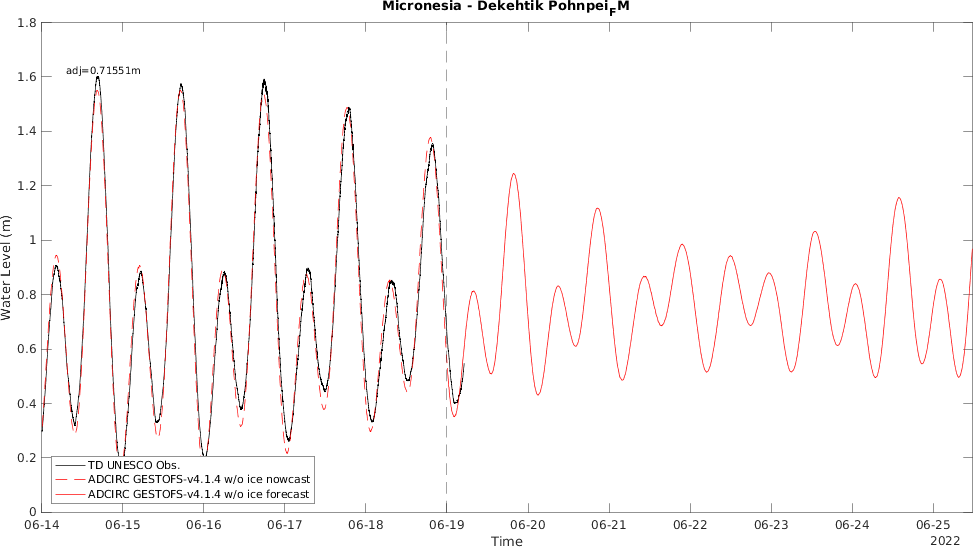 Micronesia - Dekehtik Pohnpei_FM
adj=0.71551m
Water Level (m)
1.8
1.6
1.4
1.2
1
0.8
0.6
0.4
0.2
0
TD UNESCO Obs.
ADCIRC GESTOFS-v4.1.4 w/o ice nowcast
ADCIRC GESTOFS-v4.1.4 w/o ice forecast
06-14 06-15 06-16 06-17 06-18 06-19 06-20 06-21 06-22 06-23 06-24 06-25
Time
2022